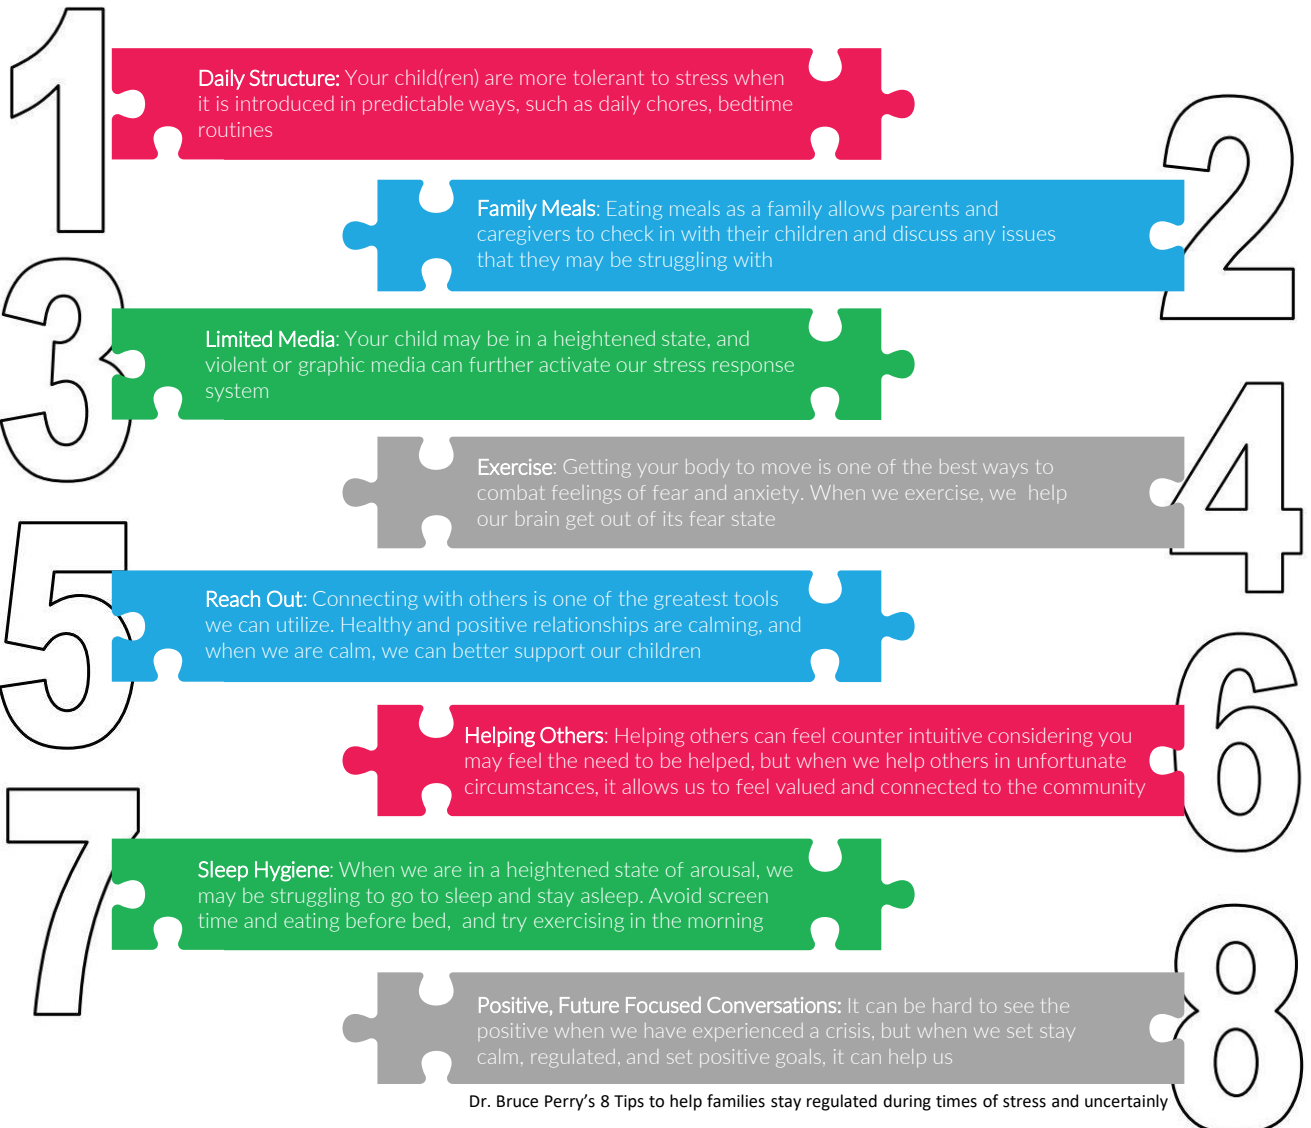 1
Daily Structure: Your child(ren) are more tolerant to stress when
it is introduced in predictable ways, such as daily chores, bedtime
routines
2
Family Meals: Eating meals as a family allows parents and
caregivers to check in with their children and discuss any issues
that they may be struggling with
3
Limited Media: Your child may be in a heightened state, and
violent or graphic media can further activate our stress response
system
4
Exercise: Getting your body to move is one of the best ways to
combat feelings of fear and anxiety. When we exercise, we help
our brain get out of its fear state
5
Reach Out: Connecting with others is one of the greatest tools
we can utilize. Healthy and positive relationships are calming, and
when we are calm, we can better support our children
6
Helping Others: Helping others can feel counter intuitive considering you
may feel the need to be helped, but when we help others in unfortunate
circumstances, it allows us to feel valued and connected to the community
7
Sleep Hygiene: When we are in a heightened state of arousal, we
may be struggling to go to sleep and stay asleep. Avoid screen
time and eating before bed, and try exercising in the morning
8
Positive, Future Focused Conversations: It can be hard to see the
positive when we have experienced a crisis, but when we set stay
calm, regulated, and set positive goals, it can help us
Dr. Bruce Perry's 8 Tips to help families stay regulated during times of stress and uncertainly